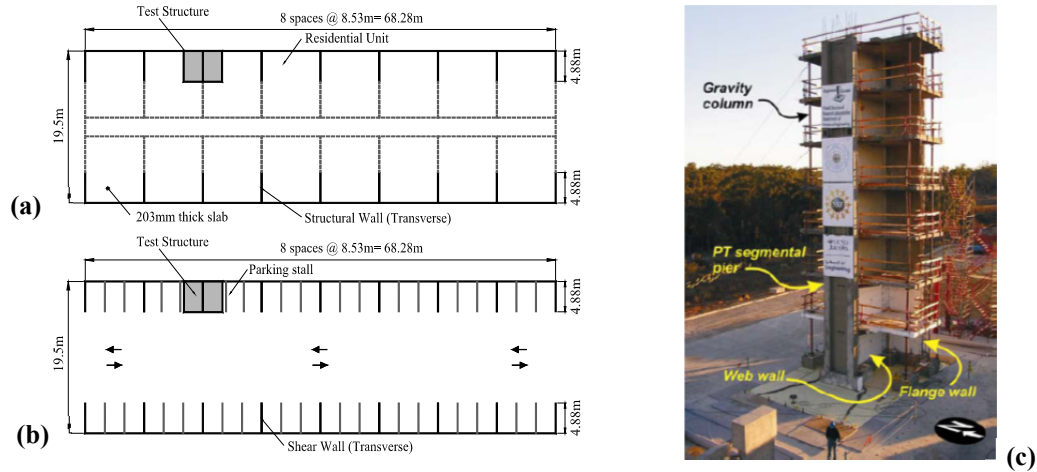 (a)
Test Structure
8 spaces @ 8.53m= 68.28m
Residential Unit
4.88m
19.5m
4.88m
203mm thick slab
Structural Wall (Transverse)
(b)
Test Structure
8 spaces @ 8.53m= 68.28m
Parking stall
4.88m
19.5m
4.88m
Shear Wall (Transverse)
(c)
Gravity
column
PT segmental
pier
Web wall
Flange wall
N